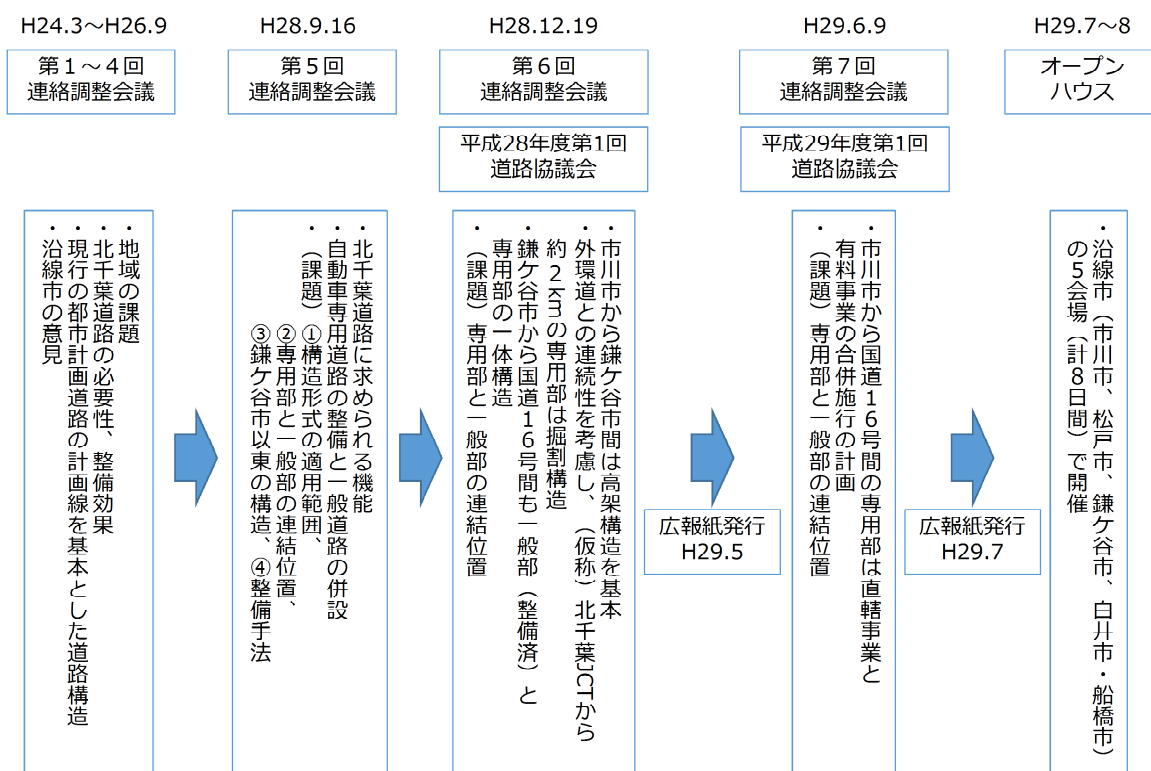 H24.3～H26.9
第１～４回
連絡調整会議
・地域の課題
・北千葉道路の必要性、整備効果
・現行の都市計画道路の計画線を基本とした道路構造
・沿線市の意見
H28.9.16
第５回
連絡調整会議
・北千葉道路に求められる機能
・自動車専用道路の整備と一般道路の併設
・（課題）①構造形式の適用範囲、
②専用部と一般部の連結位置、
③鎌ケ谷市以東の構造、④整備手法
H28.12.19
第６回
連絡調整会議
平成28年度第1回
道路協議会
・市川市から鎌ケ谷市間は高架構造を基本
・外環道との連続性を考慮し、（仮称）北千葉JCTから
約２kmの専用部は掘割構造
・鎌ケ谷市から国道１６号間も一般部（整備済）と
専用部の一体構造
・（課題）専用部と一般部の連結位置
広報紙発行
H29.5
H29.6.9
第７回
連絡調整会議
平成29年度第1回
道路協議会
・市川市から国道１６号間の専用部は直轄事業と
有料事業の合併施行の計画
・（課題）専用部と一般部の連結位置
広報紙発行
H29.7
H29.7～8
オープン
ハウス
・沿線市（市川市、松戸市、鎌ケ谷市、白井市・船橋市）
の５会場（計８日間）で開催